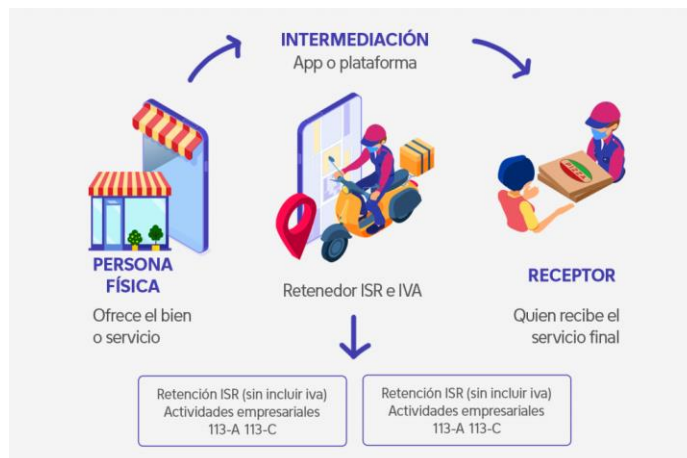 INTERMEDIACIÓN
App o plataforma
PERSONA
FÍSICA
Ofrece el bien
o servicio
Retenedor ISR e IVA
PIZZA
RECEPTOR
Quien recibe el
servicio final
Retención ISR (sin incluir iva)
Actividades empresariales
113-A 113-C
Retención ISR (sin incluir iva)
Actividades empresariales
113-A 113-C